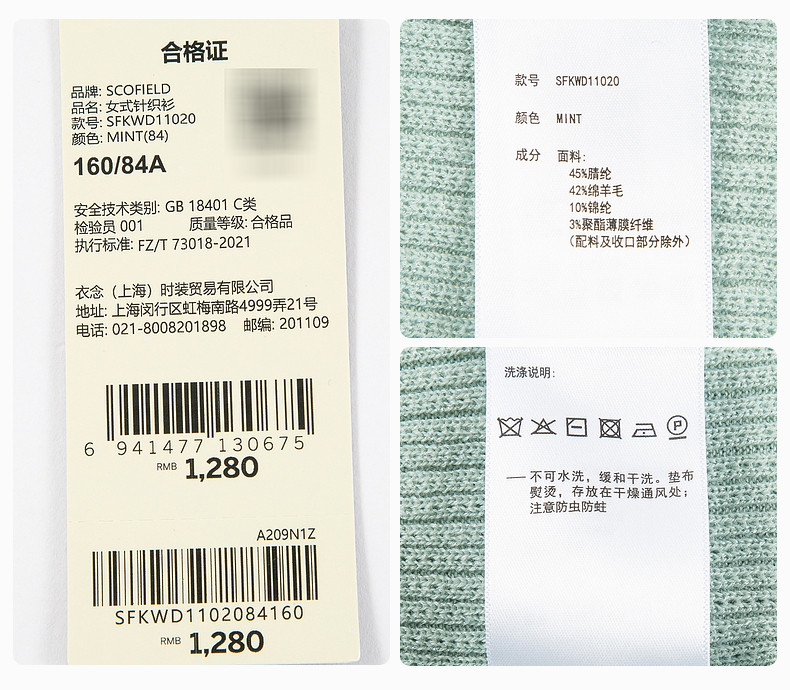 合格证
品牌: SCOFIELD
品名: 女式针织衫
款号: SFKWD11020
颜色: MINT(84)
160/84A
安全技术类别: GB 18401 C类
检验员 001 质量等级: 合格品
执行标准: FZ/T 73018-2021
衣念（上海）时装贸易有限公司
地址: 上海闵行区虹梅南路4999弄21号
电话: 021-8008201898 邮编: 201109
6 941477 130675
RMB 1,280
A209N1Z
SFKWD1102084160
RMB 1,280
款号 SFKWD11020
颜色 MINT
成分 面料:
45%腈纶
42%绵羊毛
10%锦纶
3%聚酯薄膜纤维
（配料及收口部分除外）
洗涤说明:
P
——不可水洗，缓和干洗。垫布
熨烫，存放在干燥通风处；
注意防虫防蛀